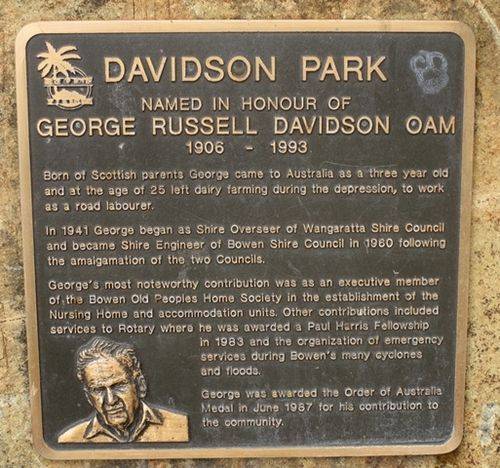 DAVIDSON PARK
NAMED IN HONOUR OF
GEORGE RUSSELL DAVIDSON OAM
1906 - 1993
Born of Scottish parents George came to Australia as a three year old
and at the age of 25 left dairy farming during the depression, to work
as a road labourer.
In 1941 George began as Shire Overseer of Wangaratta Shire Council
and became Shire Engineer of Bowen Shire Council in 1960 following
the amalgamation of the two Councils.
George's most noteworthy contribution was as an executive member
of the Bowen Old Peoples Home Society in the establishment of the
Nursing Home and accommodation units. Other contributions included
services to Rotary where he was awarded a Paul Harris Fellowship
in 1983 and the organization of emergency
services during Bowen's many cyclones
and floods.
George was awarded the Order of Australia
Medal in June 1987 for his contribution to
the community.